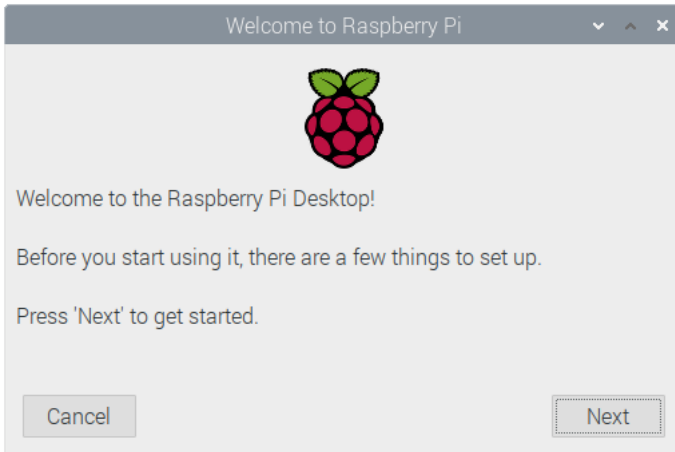 Welcome to Raspberry Pi
Welcome to the Raspberry Pi Desktop!
Before you start using it, there are a few things to set up.
Press 'Next' to get started.
Cancel
Next